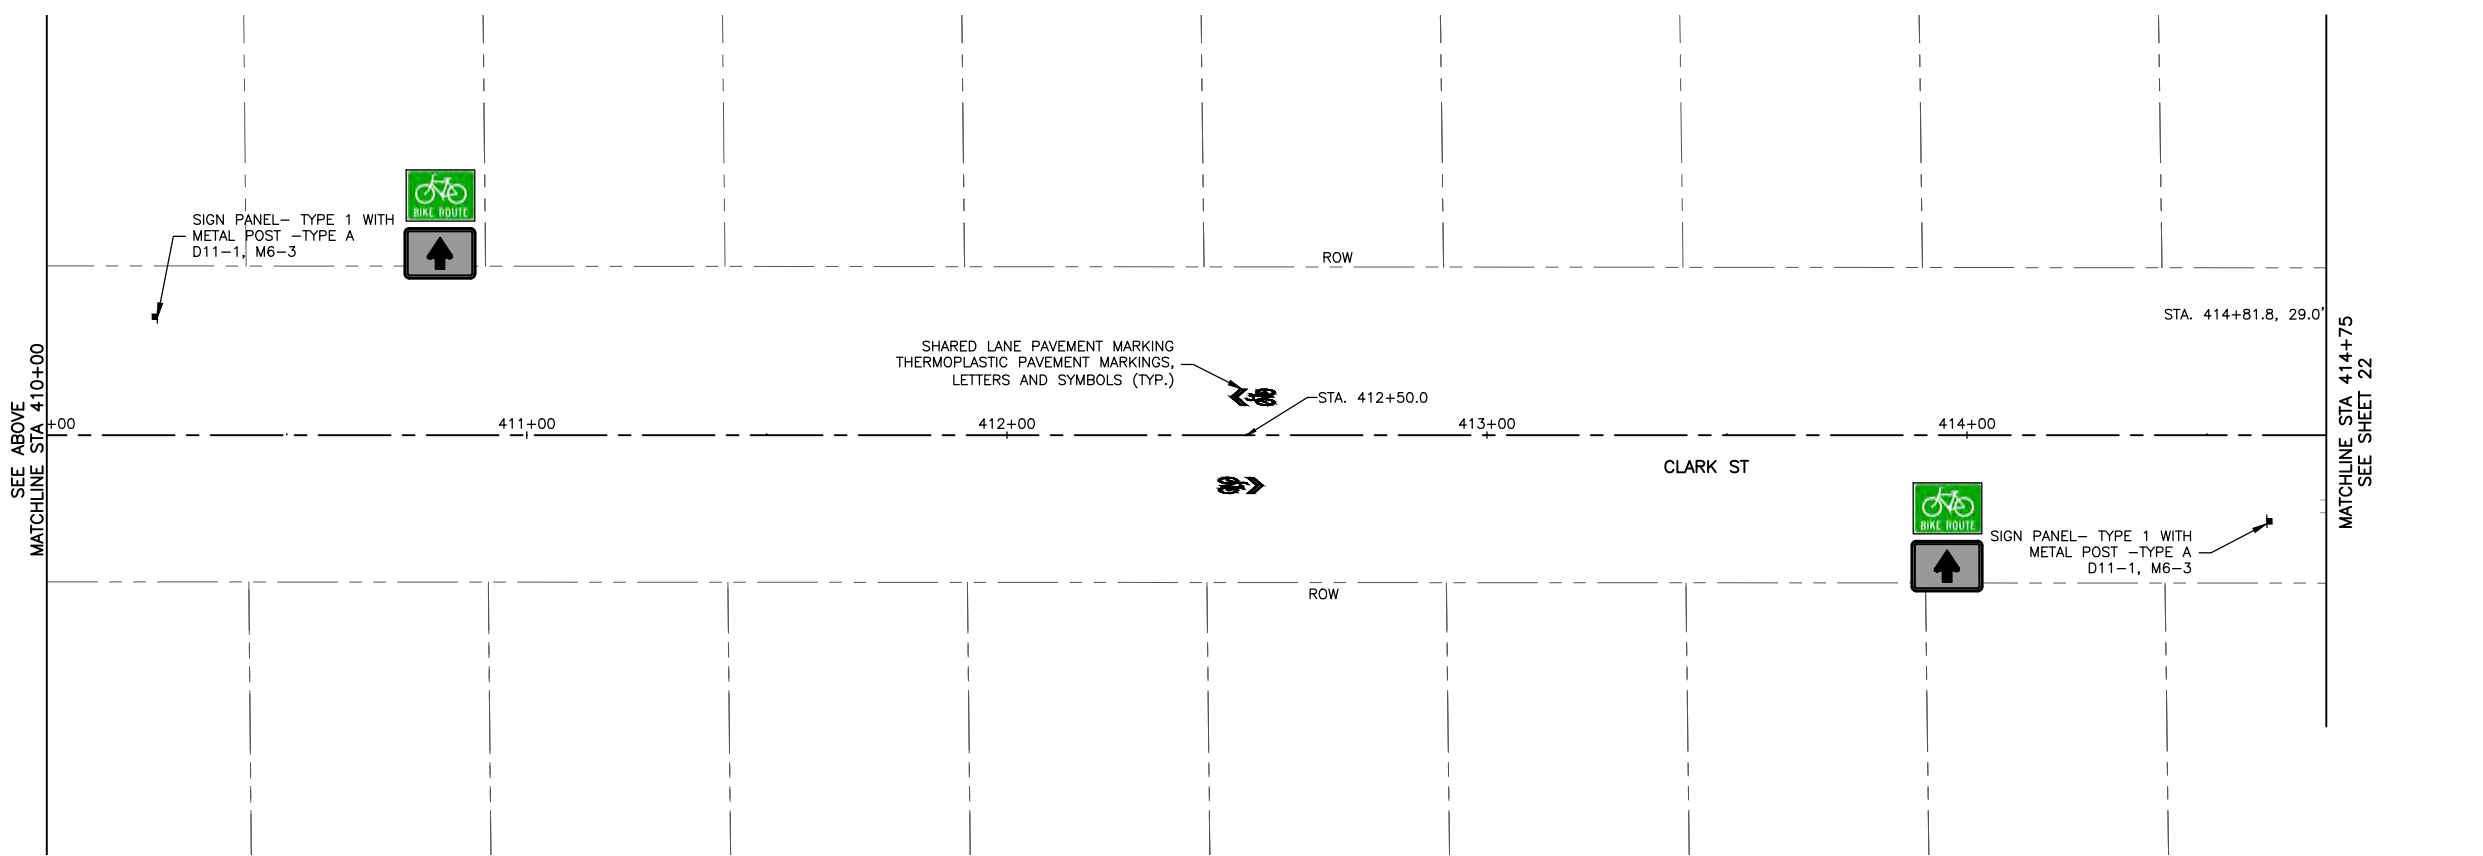 SEE ABOVE
MATCHLINE STA 410+00
SIGN PANEL- TYPE 1 WITH
METAL POST -TYPE A
D11-1, M6-3
BIKE ROUTE
ROW
STA. 414+81.8, 29.0'
SHARED LANE PAVEMENT MARKING
THERMOPLASTIC PAVEMENT MARKINGS,
LETTERS AND SYMBOLS (TYP.)
STA. 412+50.0
+00
411+00
412+00
413+00
414+00
CLARK ST
BIKE ROUTE
SIGN PANEL- TYPE 1 WITH
METAL POST -TYPE A
D11-1, M6-3
ROW
MATCHLINE STA 414+75
SEE SHEET 22